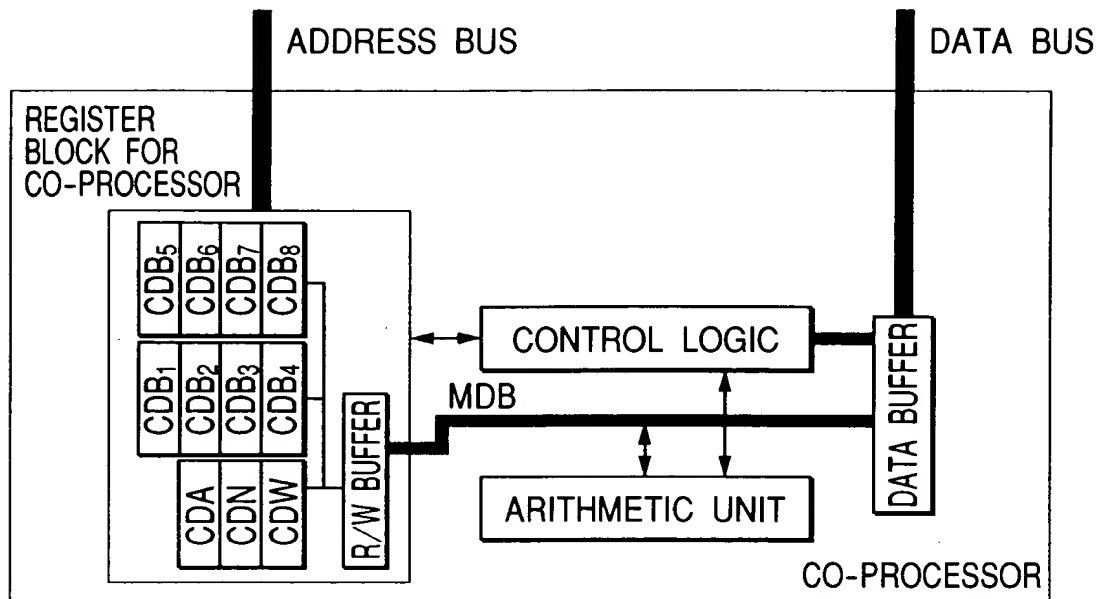 ADDRESS BUS
DATA BUS
REGISTER
BLOCK FOR
CO-PROCESSOR
CDB5
CDB6
CDB7
CDB8
CDB1
CDB2
CDB3
CDB4
CDA
CDN
CDW
R/W BUFFER
MDB
CONTROL LOGIC
ARITHMETIC UNIT
DATA BUFFER
CO-PROCESSOR